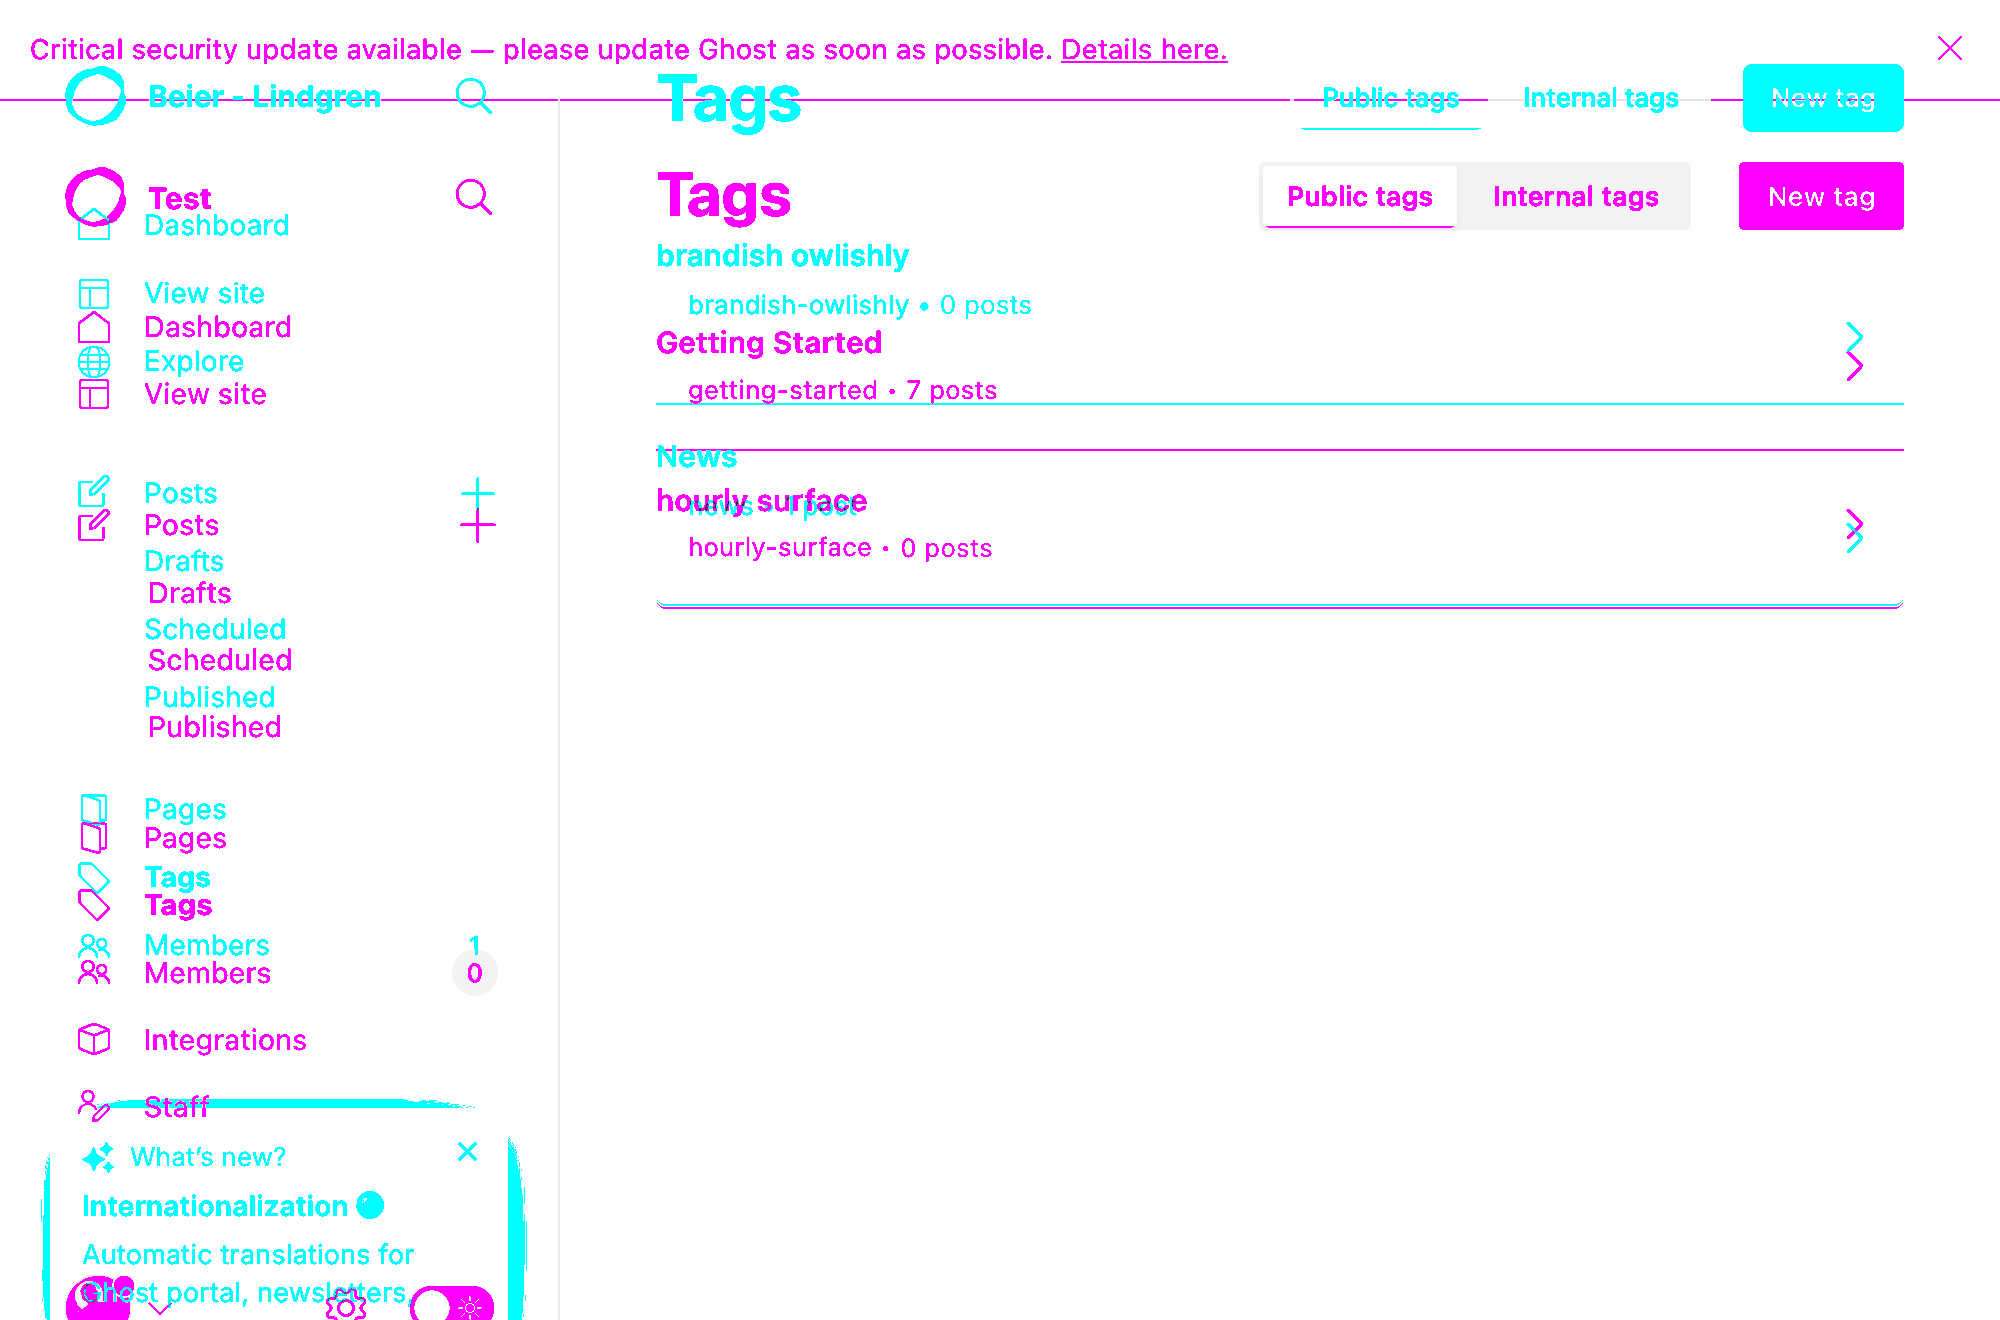 Critical security update available — please update Ghost as soon as possible. Details here.
Beier - Lindgren
Tags
Public tags
Internal tags
New tag
Test
Tags
Public tags
Internal tags
New tag
Dashboard
brandish owlishly
View site
brandish-owlishly • 0 posts
Dashboard
Getting Started
Explore
View site
getting-started • 7 posts
News
Posts
hourly surface
news • 1 post
Posts
hourly-surface • 0 posts
Drafts
Drafts
Scheduled
Scheduled
Published
Published
Pages
Pages
Tags
Tags
Members 1
Members 0
Integrations
Staff
What's new?
Internationalization
Automatic translations for
Ghost portal, newsletters,